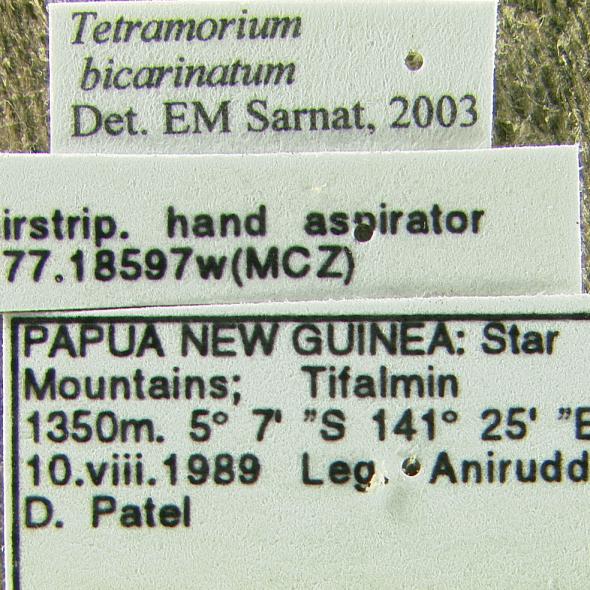 Tetramorium
bicarinatum
Det. EM Sarnat, 2003
irstrip. hand aspirator
77.18597w(MCZ)
PAPUA NEW GUINEA: Star
Mountains; Tifalmin
1350m. 5° 7' "S 141° 25' "E
10.viii.1989 Leg. Anirudd
D. Patel